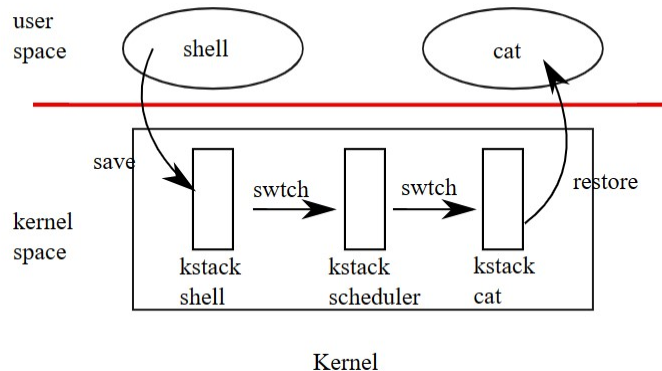 user
space
shell
cat
save
swtch
swtch
restore
kernel
space
kstack
shell
kstack
scheduler
kstack
cat
Kernel